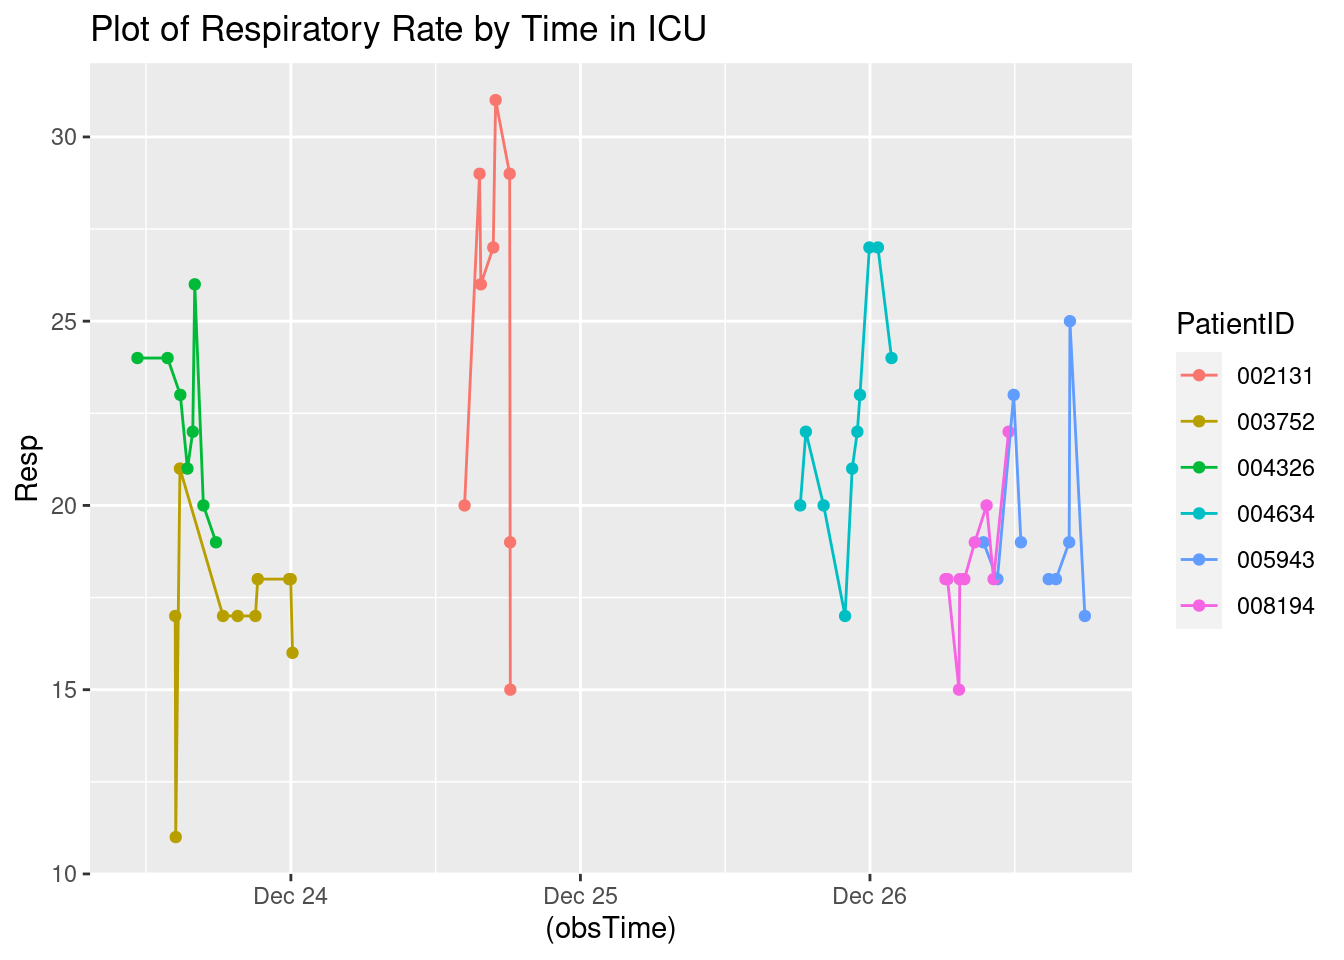 Plot of Respiratory Rate by Time in ICU
Resp
30
25
20
15
10
Dec 24
Dec 25
Dec 26
(obsTime)
PatientID
002131
003752
004326
004634
005943
008194